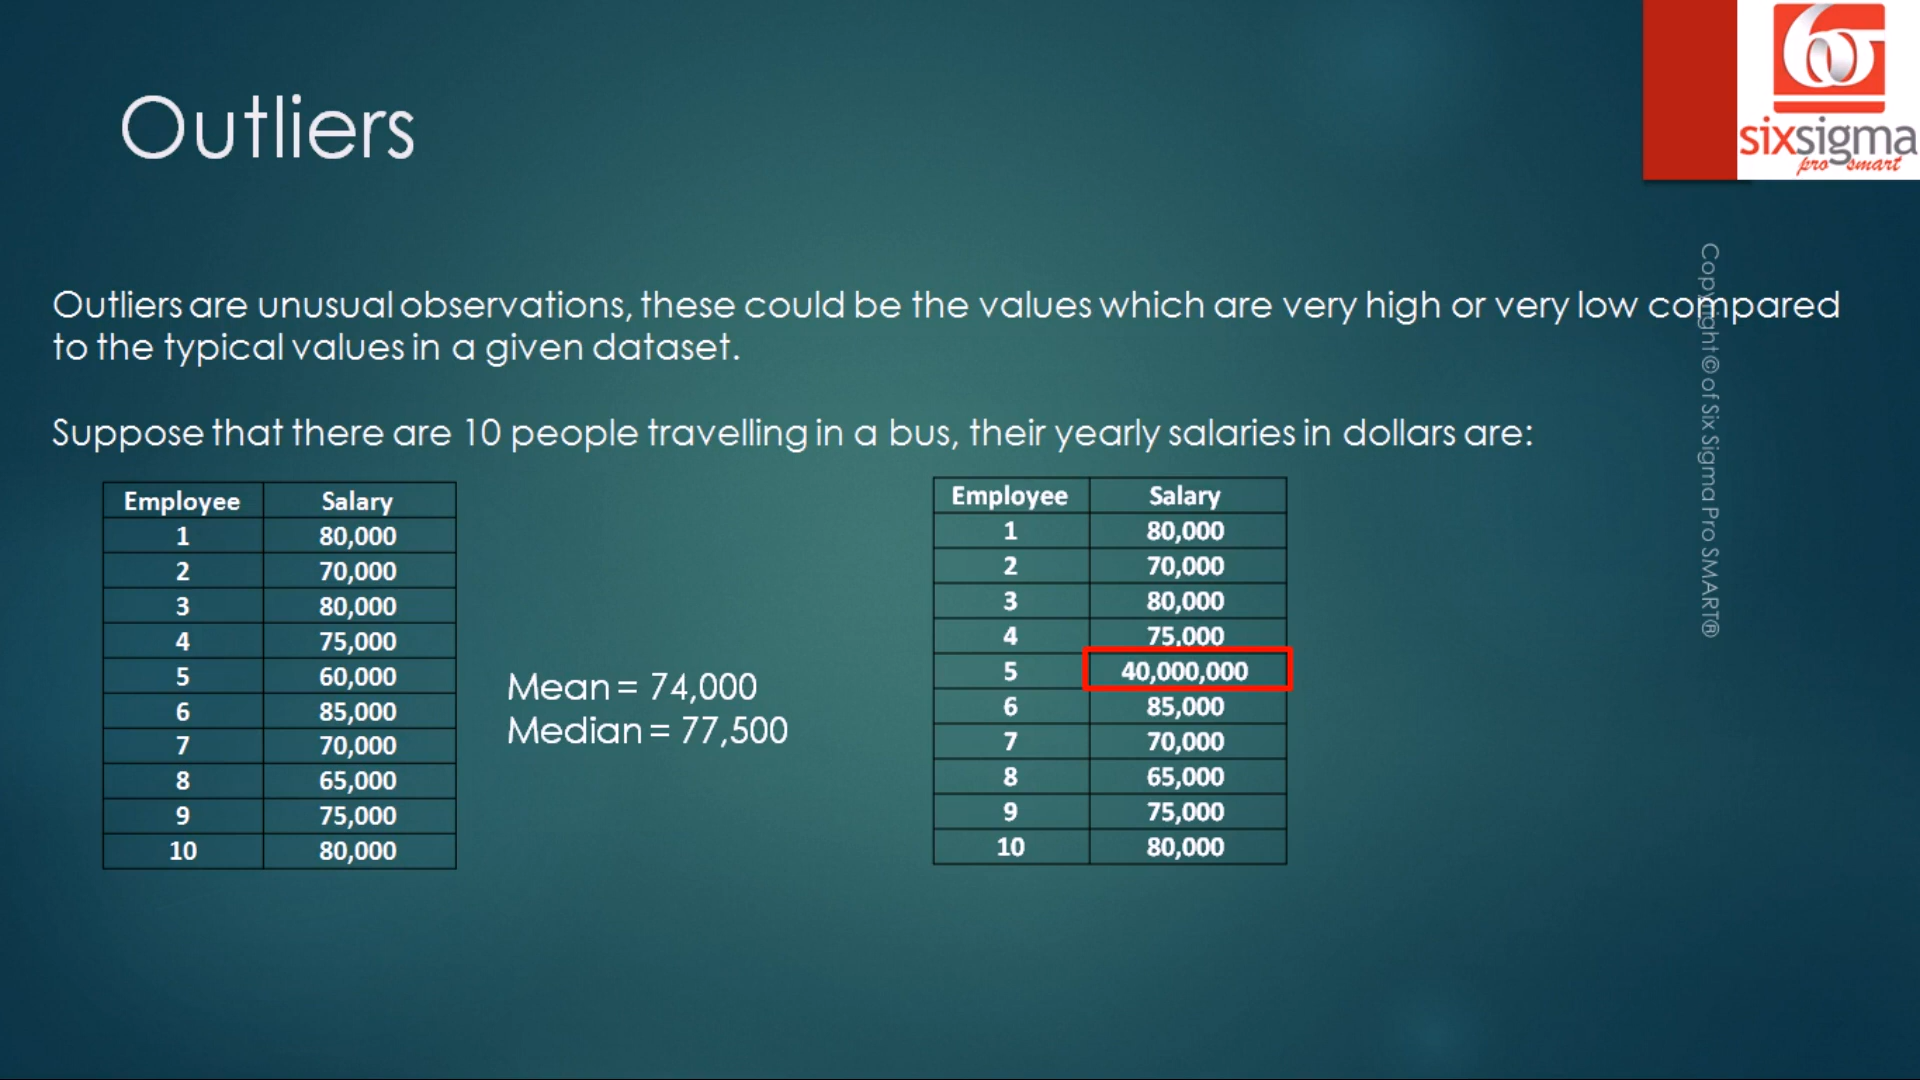 Outliers
sixsigma
pro smart
Outliers are unusual observations, these could be the values which are very high or very low compared
to the typical values in a given dataset.
Suppose that there are 10 people travelling in a bus, their yearly salaries in dollars are:
Employee Salary
1 80,000
2 70,000
3 80,000
4 75,000
5 60,000
6 85,000
7 70,000
8 65,000
9 75,000
10 80,000
Mean = 74,000
Median = 77,500
Employee Salary
1 80,000
2 70,000
3 80,000
4 75,000
5 40,000,000
6 85,000
7 70,000
8 65,000
9 75,000
10 80,000
Copyright © of Six Sigma Pro SMART®